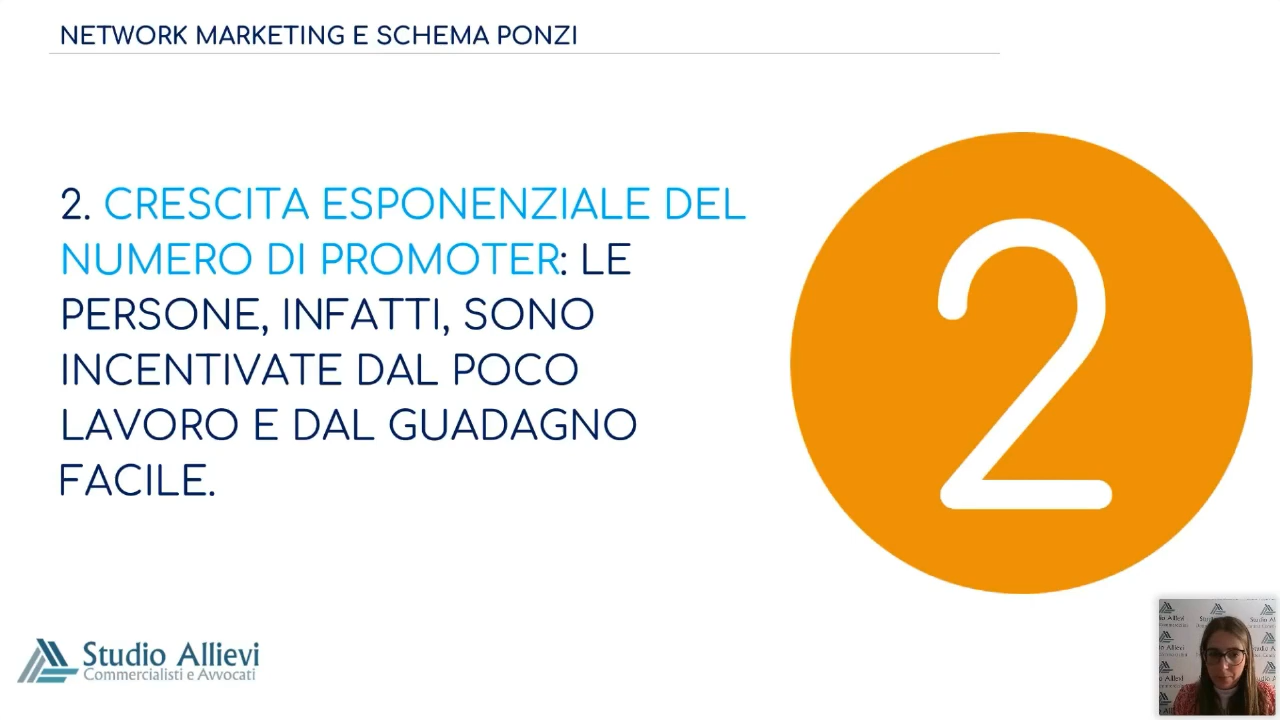 NETWORK MARKETING E SCHEMA PONZI
2. CRESCITA ESPONENZIALE DEL
NUMERO DI PROMOTER: LE
PERSONE, INFATTI, SONO
INCENTIVATE DAL POCO
LAVORO E DAL GUADAGNO
FACILE.
2
Studio Allievi
Commercialisti e Avvocati